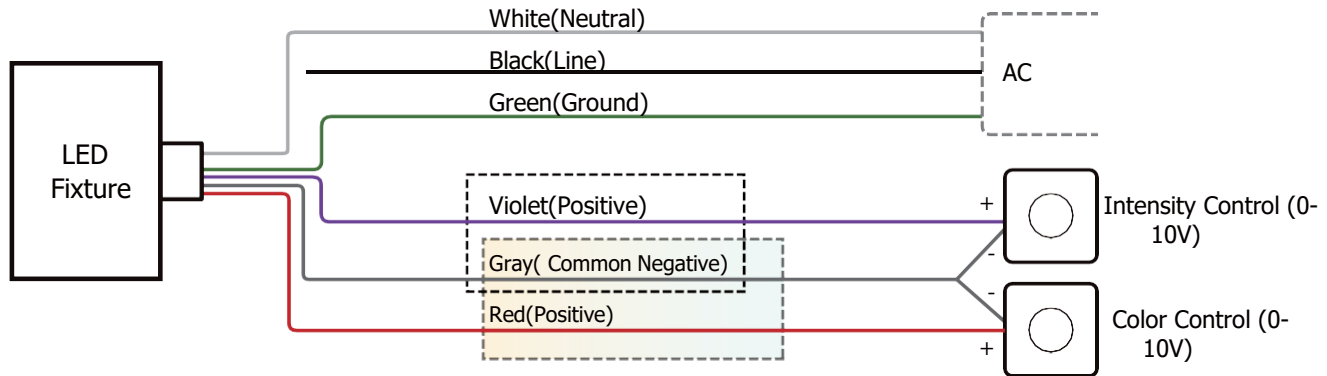 White(Neutral)
Black(Line)
AC
Green(Ground)
LED
Fixture
Violet(Positive)
+
Intensity Control (0-
10V)
Gray( Common Negative)
-
-
Red(Positive)
+
Color Control (0-
10V)